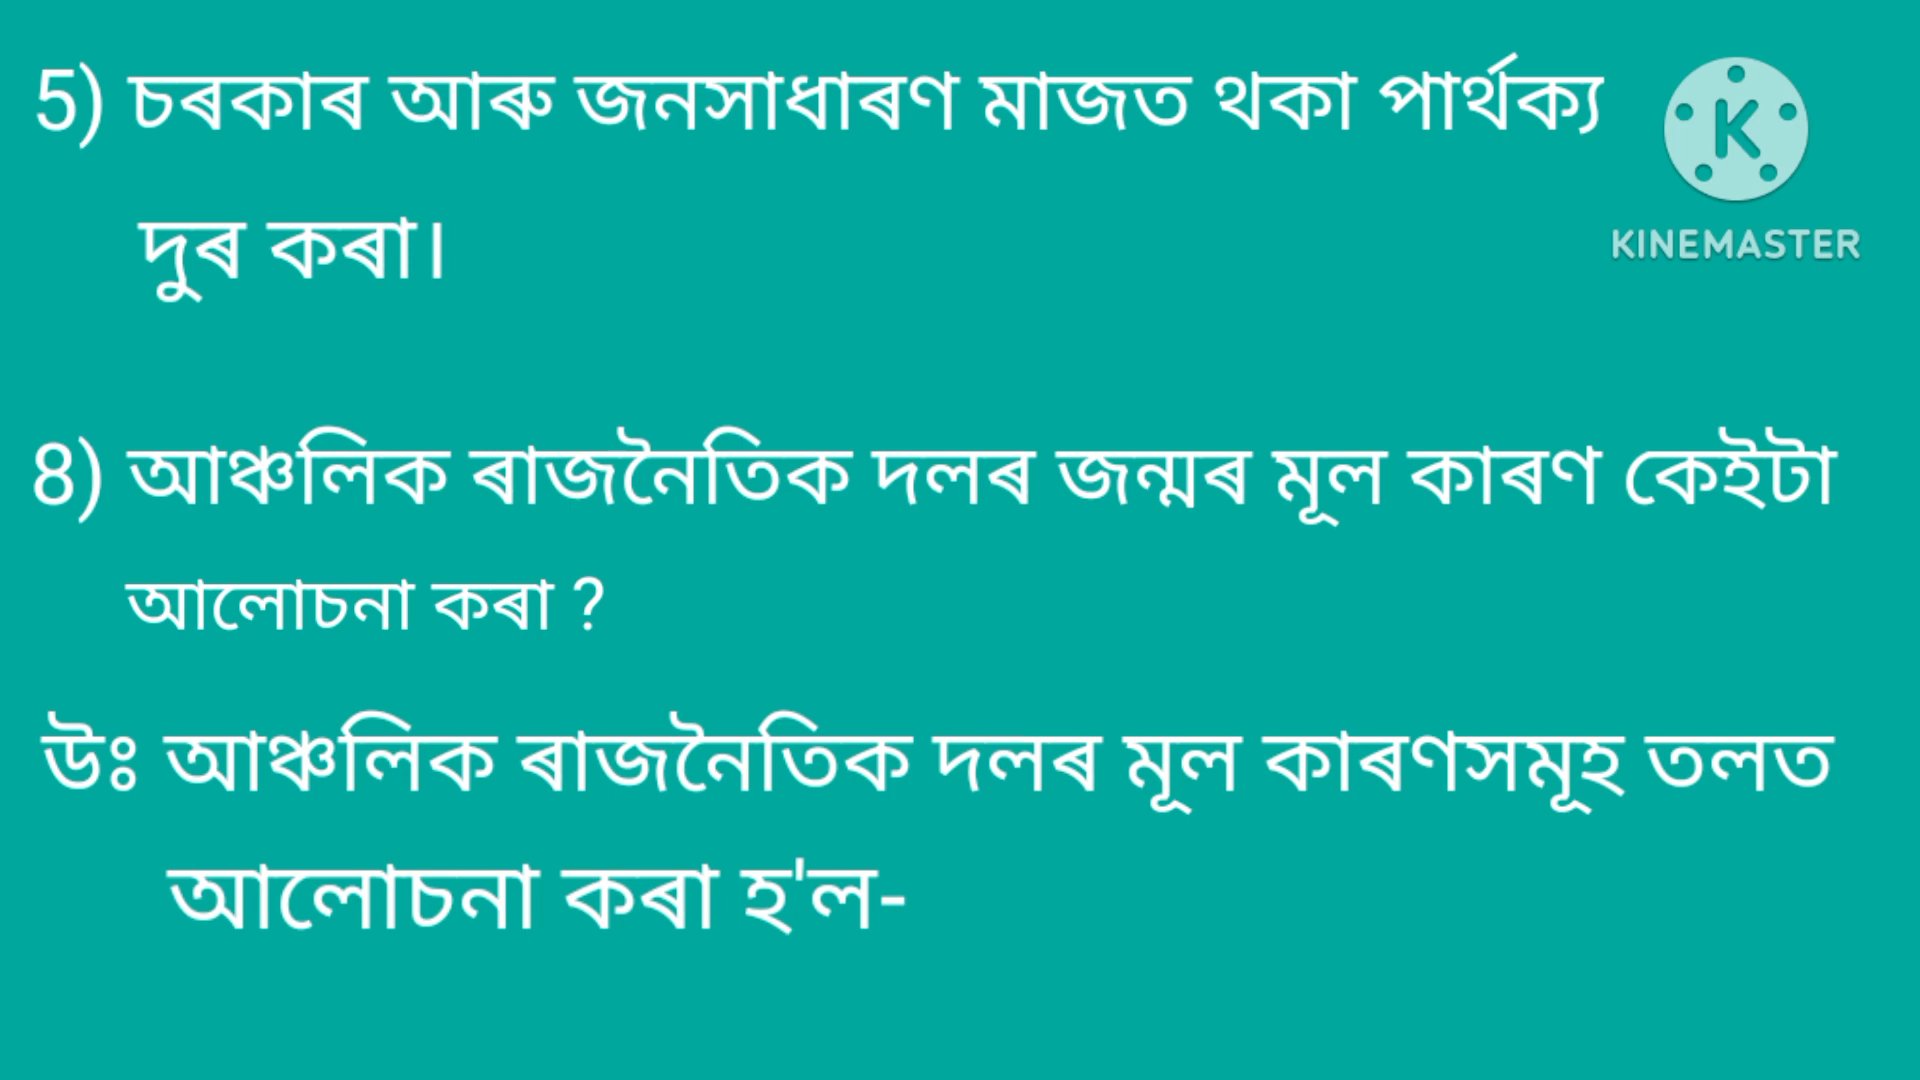 5) চৰকাৰ আৰু জনসাধাৰণ মাজত থকা পাৰ্থক্য
দুৰ কৰা।
KINEMASTER
8) আঞ্চলিক ৰাজনৈতিক দলৰ জন্মৰ মূল কাৰণ কেইটা
আলোচনা কৰা ?
উঃ আঞ্চলিক ৰাজনৈতিক দলৰ মূল কাৰণসমূহ তলত
আলোচনা কৰা হ'ল-